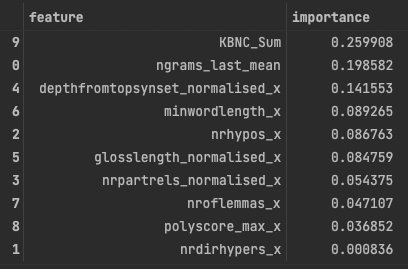 feature importance
9 KBNC_Sum 0.259908
0 ngrams_last_mean 0.198582
4 depthfromtopsynset_normalised_x 0.141553
6 minwordlength_x 0.089265
2 nrhypos_x 0.086763
5 glosslength_normalised_x 0.084759
3 nrpartrels_normalised_x 0.054375
7 nroflemmas_x 0.047107
8 polyscore_max_x 0.036852
1 nrdirhypers_x 0.000836